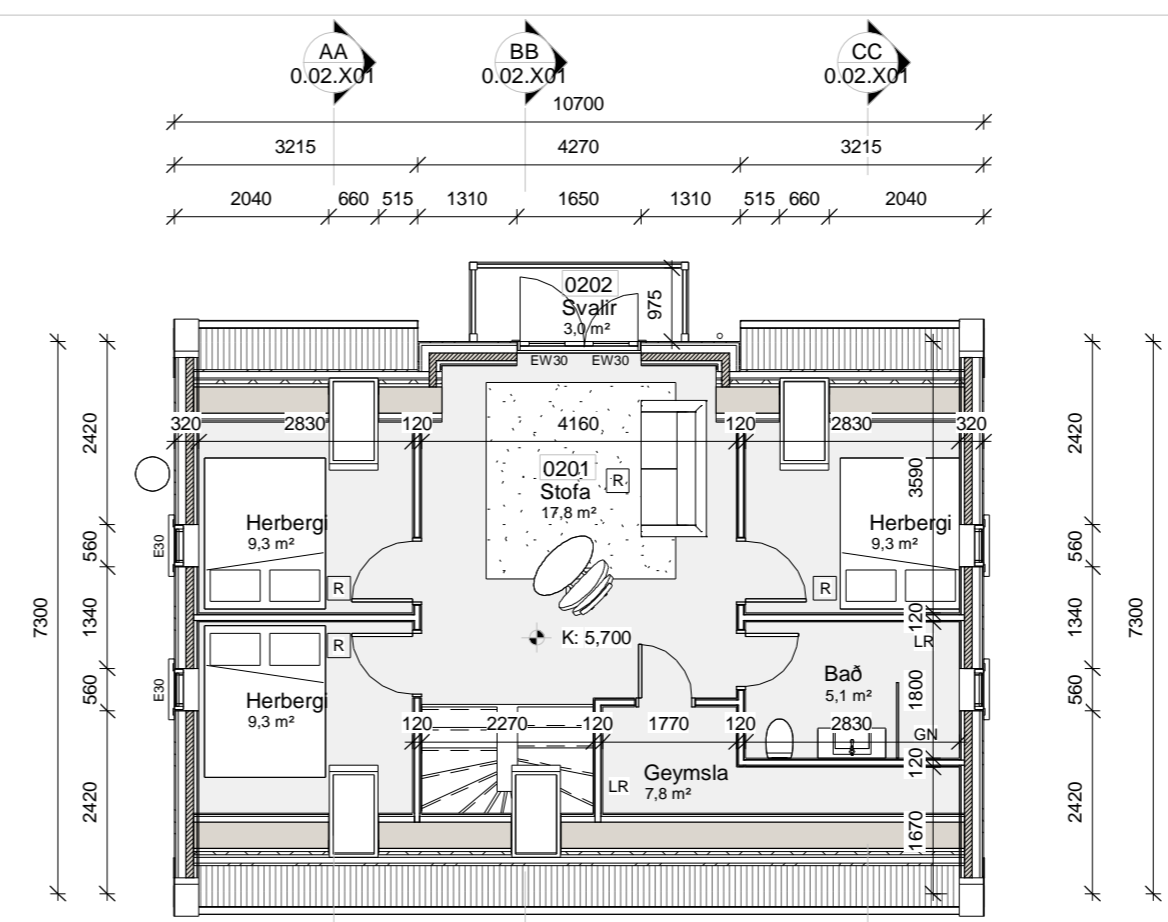 AA
0.02.X01
BB
0.02.X01
CC
0.02.X01
10700
3215
4270
3215
2040
660
515
1310
1650
1310
515
660
2040
0202
Svalir
3,0 m²
975
EW30
EW30
320
2830
120
4160
120
2830
320
2420
2420
3590
0201
Stofa
17,8 m²
R
Herbergi
9,3 m²
Herbergi
9,3 m²
E30
560
560
R
R
7300
1340
120
1340
7300
R
K: 5,700
LR
Herbergi
9,3 m²
E30
560
Bað
5,1 m²
1800
560
120
2270
120
1770
120
2830
GN
120
Geymsla
7,8 m²
LR
2420
1670
2420